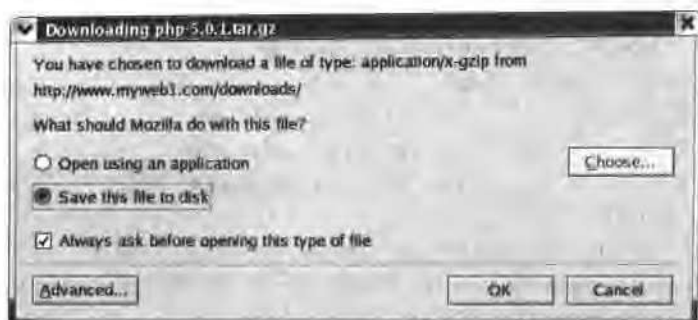 Downloading php-5.0.1.tar.gz
You have chosen to download a file of type: application/x-gzip from
http://www.myweb1.com/downloads/
What should Mozilla do with this file?
Open using an application
Choose...
Save this file to disk
Always ask before opening this type of file
Advanced...
OK
Cancel